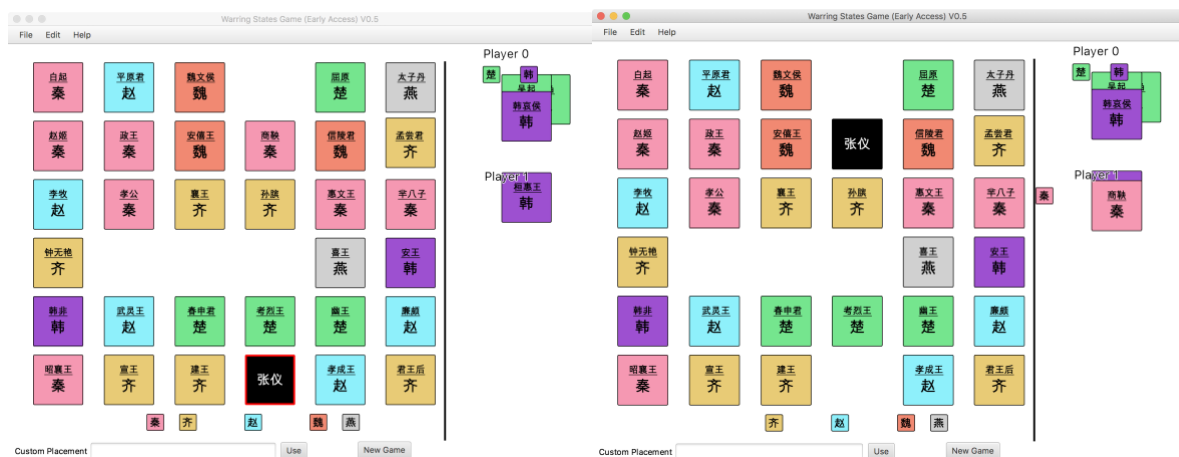 Warring States Game (Early Access) V0.5
File Edit Help
白起 平原君 魏文侯 屈原 太子丹
秦 赵 魏 楚 燕
赵姬 政王 安僖王 商鞅 信陵君 孟尝君
秦 秦 魏 秦 魏 齐
李牧 孝公 襄王 孙膑 惠文王 芈八子
赵 秦 齐 齐 秦 秦
钟无艳 喜王 安王
齐 燕 韩
韩非 武灵王 春申君 考烈王 幽王 廉颇
韩 赵 楚 楚 楚 赵
昭襄王 宣王 建王 张仪 孝成王 君王后
秦 齐 齐 赵 齐
秦 齐 赵 魏 燕
Custom Placement Use New Game
Player 0
楚 韩
吴起
韩哀侯
韩
Player 1
桓惠王
韩
Warring States Game (Early Access) V0.5
File Edit Help
白起 平原君 魏文侯 屈原 太子丹
秦 赵 魏 楚 燕
赵姬 政王 安僖王 张仪 信陵君 孟尝君
秦 秦 魏 魏 齐
李牧 孝公 襄王 孙膑 惠文王 芈八子
赵 秦 齐 齐 秦 秦
钟无艳 喜王 安王
齐 燕 韩
韩非 武灵王 春申君 考烈王 幽王 廉颇
韩 赵 楚 楚 楚 赵
昭襄王 宣王 建王 孝成王 君王后
秦 齐 齐 赵 齐
齐 赵 魏 燕
Custom Placement Use New Game
Player 0
楚 韩
吴起
韩哀侯
韩
Player 1
秦
商鞅
秦